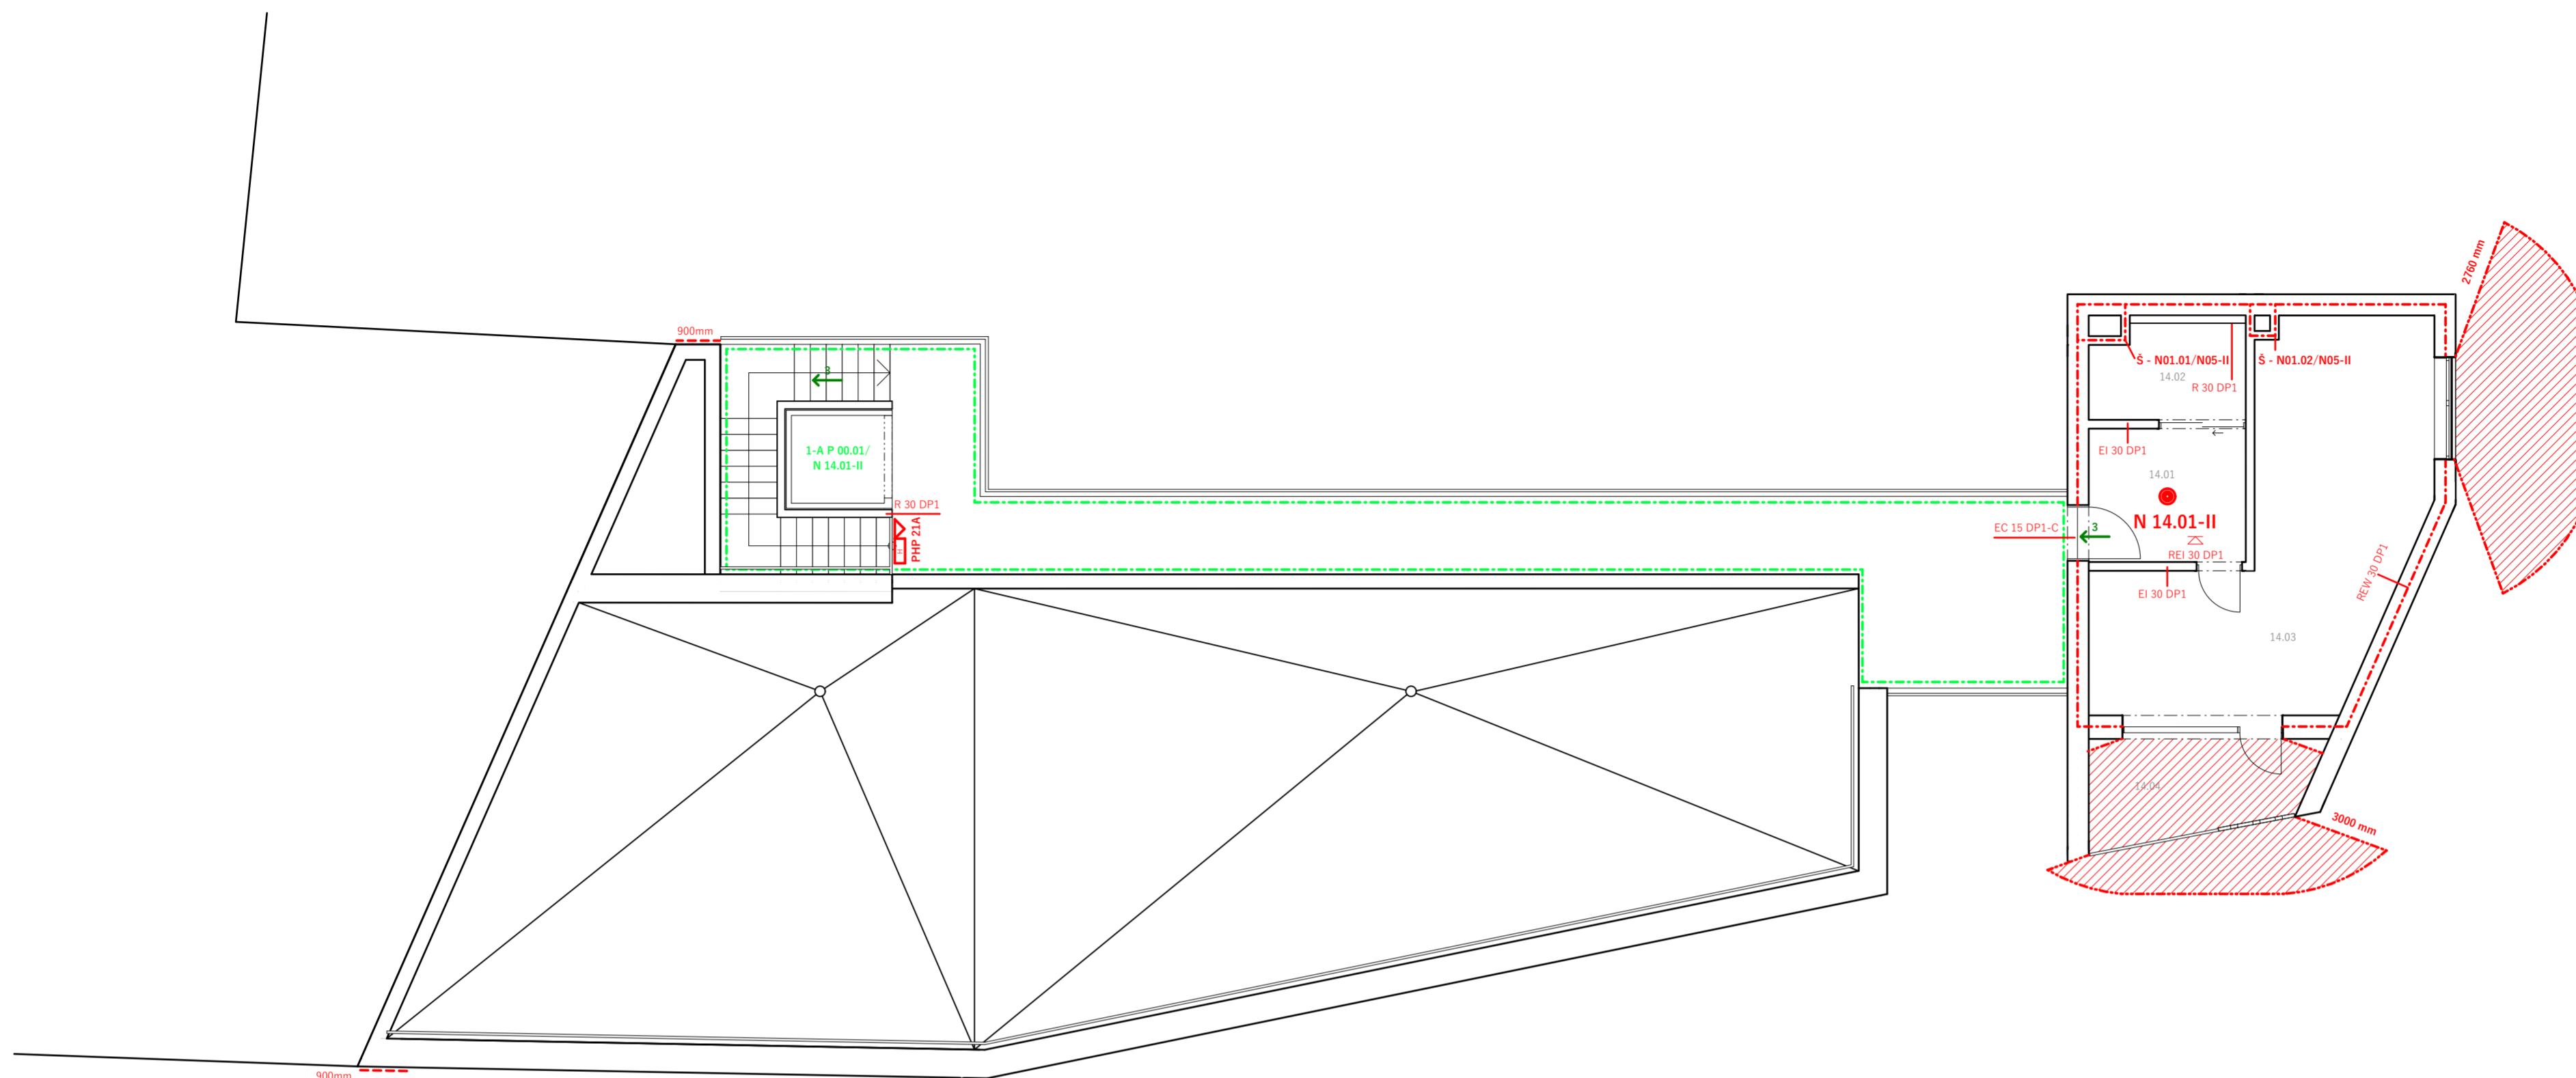 2760 mm
900mm
3
Š - N01.01/N05-II
Š - N01.02/N05-II
14.02
R 30 DP1
1-A P 00.01/
N 14.01-II
EI 30 DP1
14.01
R 30 DP1
PHP 21A
H
EC 15 DP1-C
3
N 14.01-II
REI 30 DP1
EI 30 DP1
REW 30 DP1
14.03
14.04
3000 mm
900mm